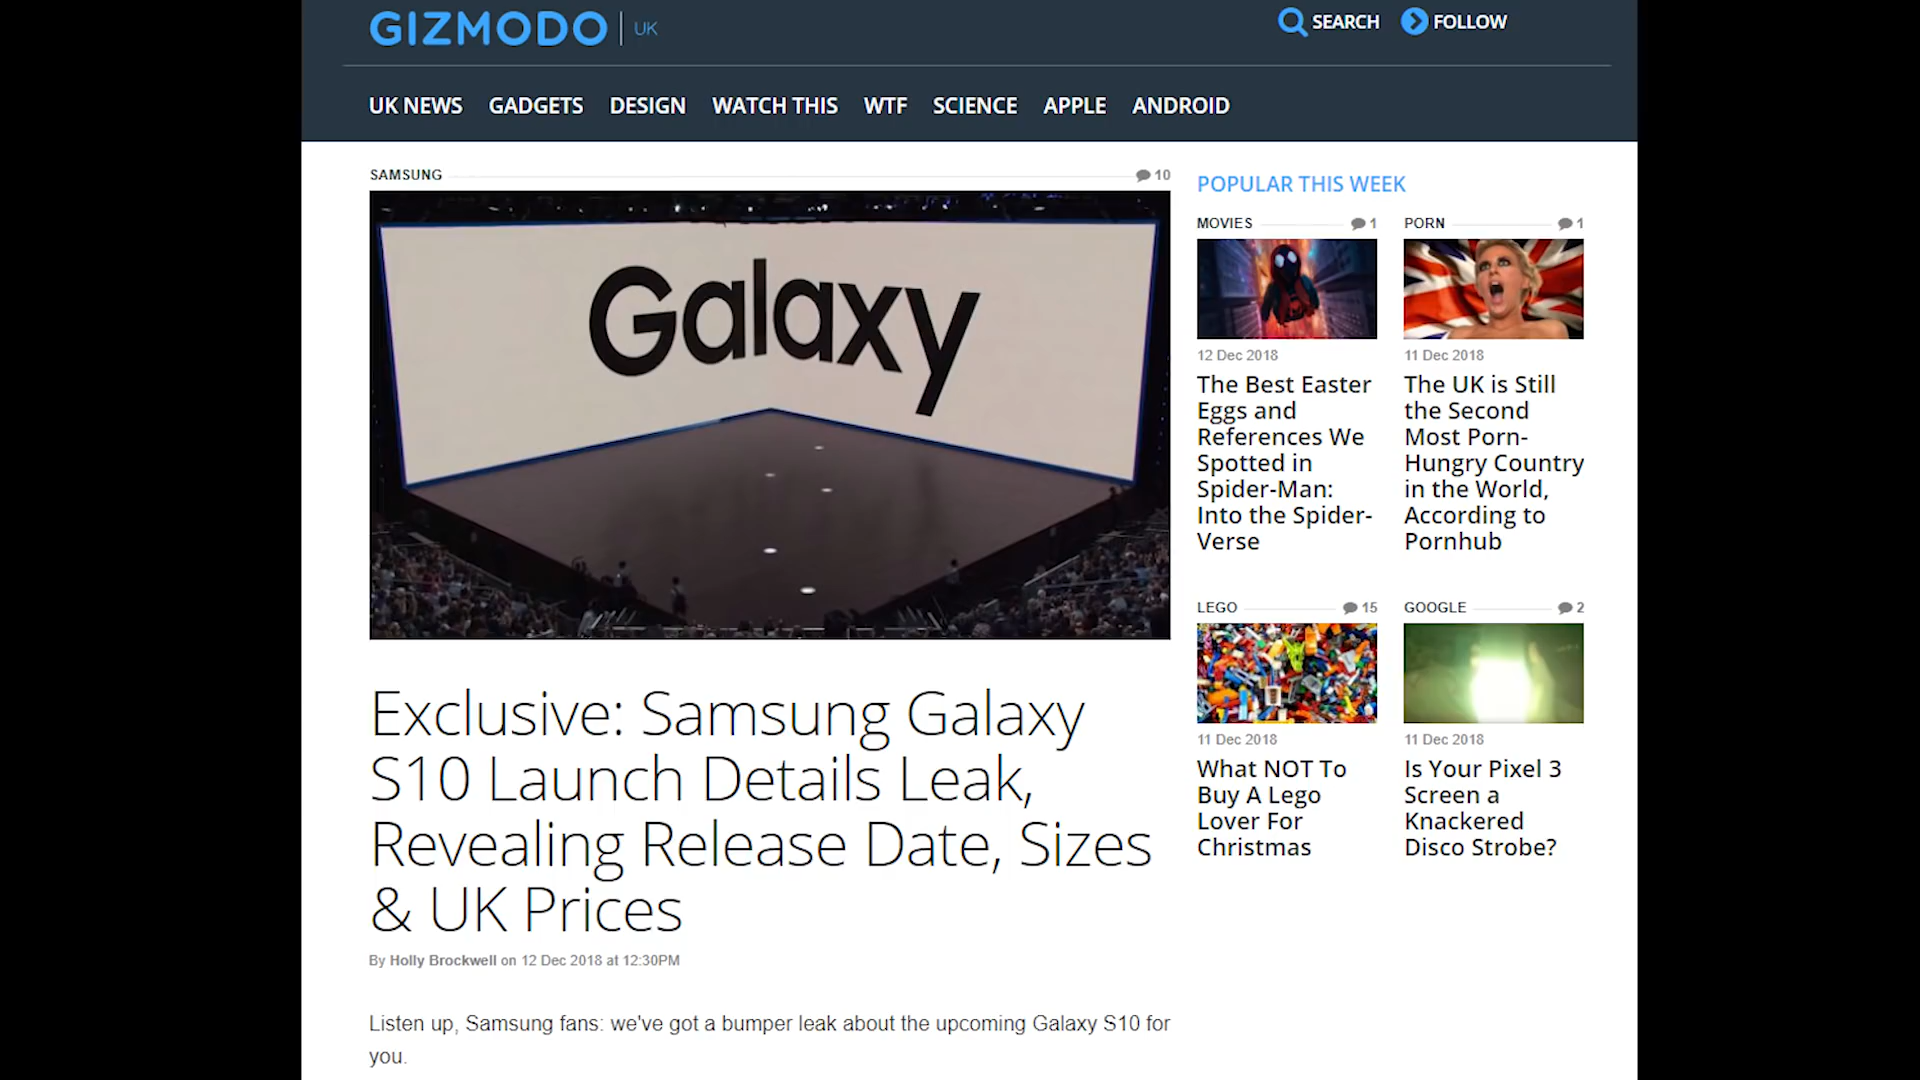 GIZMODO | UK
SEARCH
FOLLOW
UK NEWS GADGETS DESIGN WATCH THIS WTF SCIENCE APPLE ANDROID
SAMSUNG
10
Galaxy
Exclusive: Samsung Galaxy
S10 Launch Details Leak,
Revealing Release Date, Sizes
& UK Prices
By Holly Brockwell on 12 Dec 2018 at 12:30PM
Listen up, Samsung fans: we've got a bumper leak about the upcoming Galaxy S10 for
you.
POPULAR THIS WEEK
MOVIES
1
12 Dec 2018
The Best Easter
Eggs and
References We
Spotted in
Spider-Man:
Into the Spider-
Verse
PORN
1
11 Dec 2018
The UK is Still
the Second
Most Porn-
Hungry Country
in the World,
According to
Pornhub
LEGO
15
11 Dec 2018
What NOT To
Buy A Lego
Lover For
Christmas
GOOGLE
2
11 Dec 2018
Is Your Pixel 3
Screen a
Knackered
Disco Strobe?